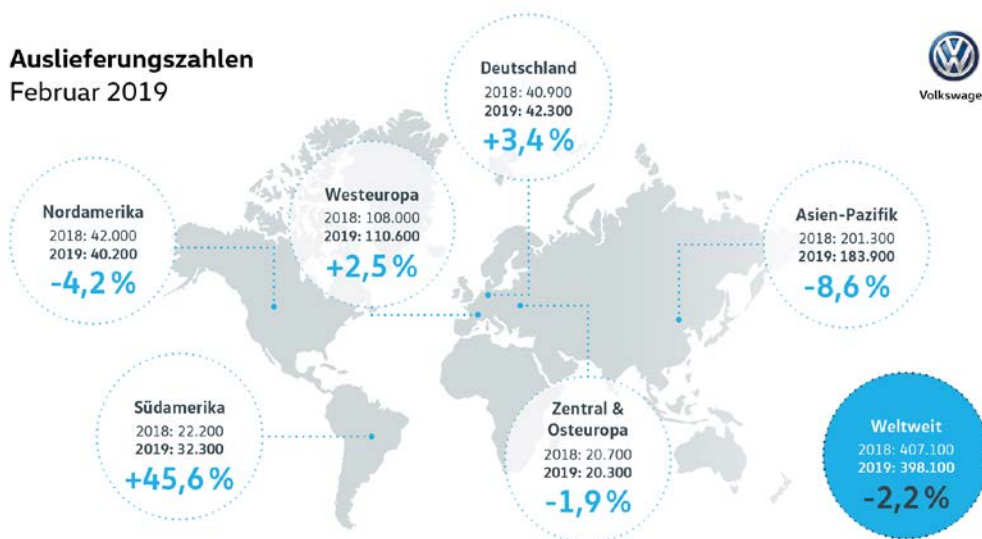 Auslieferungszahlen
Februar 2019
Volkswage
Deutschland
2018: 40.900
2019: 42.300
+3,4 %
Westeuropa
2018: 108.000
2019: 110.600
+2,5 %
Nordamerika
2018: 42.000
2019: 40.200
-4,2 %
Asien-Pazifik
2018: 201.300
2019: 183.900
-8,6 %
Südamerika
2018: 22.200
2019: 32.300
+45,6 %
Zentral &
Osteuropa
2018: 20.700
2019: 20.300
-1,9 %
Weltweit
2018: 407.100
2019: 398.100
-2,2 %